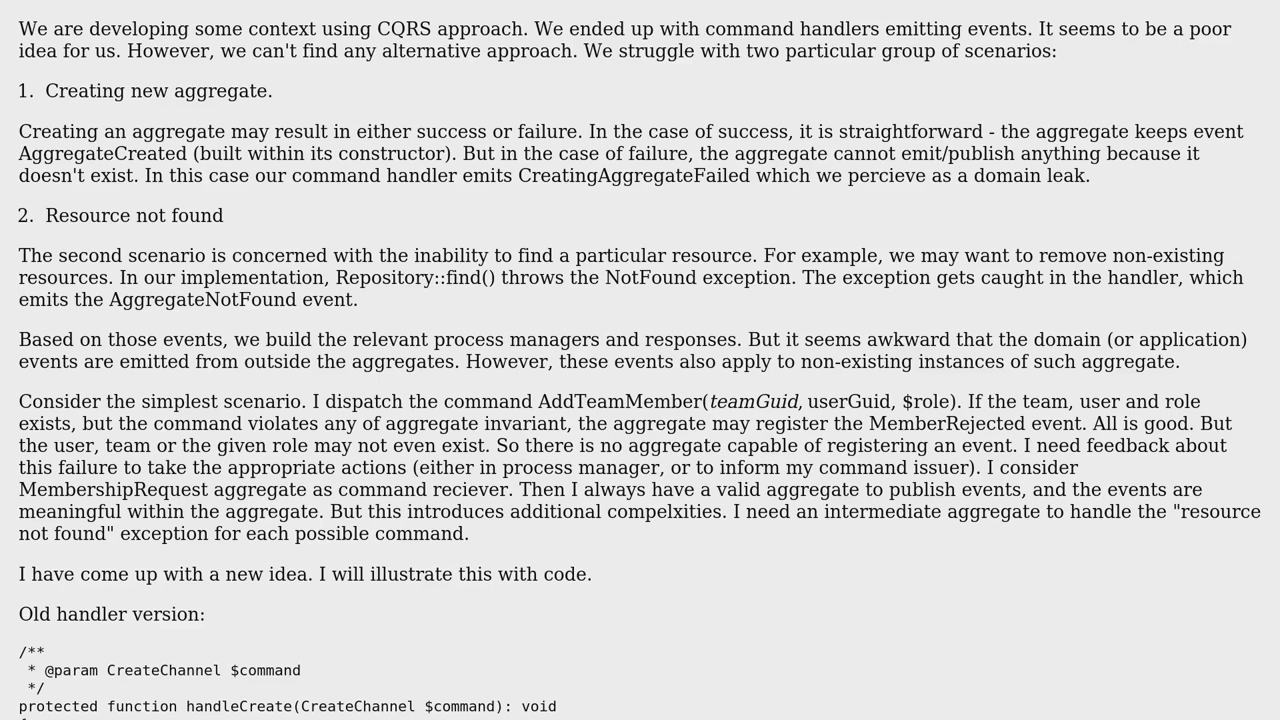 We are developing some context using CQRS approach. We ended up with command handlers emitting events. It seems to be a poor
idea for us. However, we can't find any alternative approach. We struggle with two particular group of scenarios:
1. Creating new aggregate.
Creating an aggregate may result in either success or failure. In the case of success, it is straightforward - the aggregate keeps event
AggregateCreated (built within its constructor). But in the case of failure, the aggregate cannot emit/publish anything because it
doesn't exist. In this case our command handler emits CreatingAggregateFailed which we percieve as a domain leak.
2. Resource not found
The second scenario is concerned with the inability to find a particular resource. For example, we may want to remove non-existing
resources. In our implementation, Repository::find() throws the NotFound exception. The exception gets caught in the handler, which
emits the AggregateNotFound event.
Based on those events, we build the relevant process managers and responses. But it seems awkward that the domain (or application)
events are emitted from outside the aggregates. However, these events also apply to non-existing instances of such aggregate.
Consider the simplest scenario. I dispatch the command AddTeamMember(teamGuid, userGuid, $role). If the team, user and role
exists, but the command violates any of aggregate invariant, the aggregate may register the MemberRejected event. All is good. But
the user, team or the given role may not even exist. So there is no aggregate capable of registering an event. I need feedback about
this failure to take the appropriate actions (either in process manager, or to inform my command issuer). I consider
MembershipRequest aggregate as command reciever. Then I always have a valid aggregate to publish events, and the events are
meaningful within the aggregate. But this introduces additional compelxities. I need an intermediate aggregate to handle the "resource
not found" exception for each possible command.
I have come up with a new idea. I will illustrate this with code.
Old handler version:
/**
* @param CreateChannel $command
*/
protected function handleCreate(CreateChannel $command): void